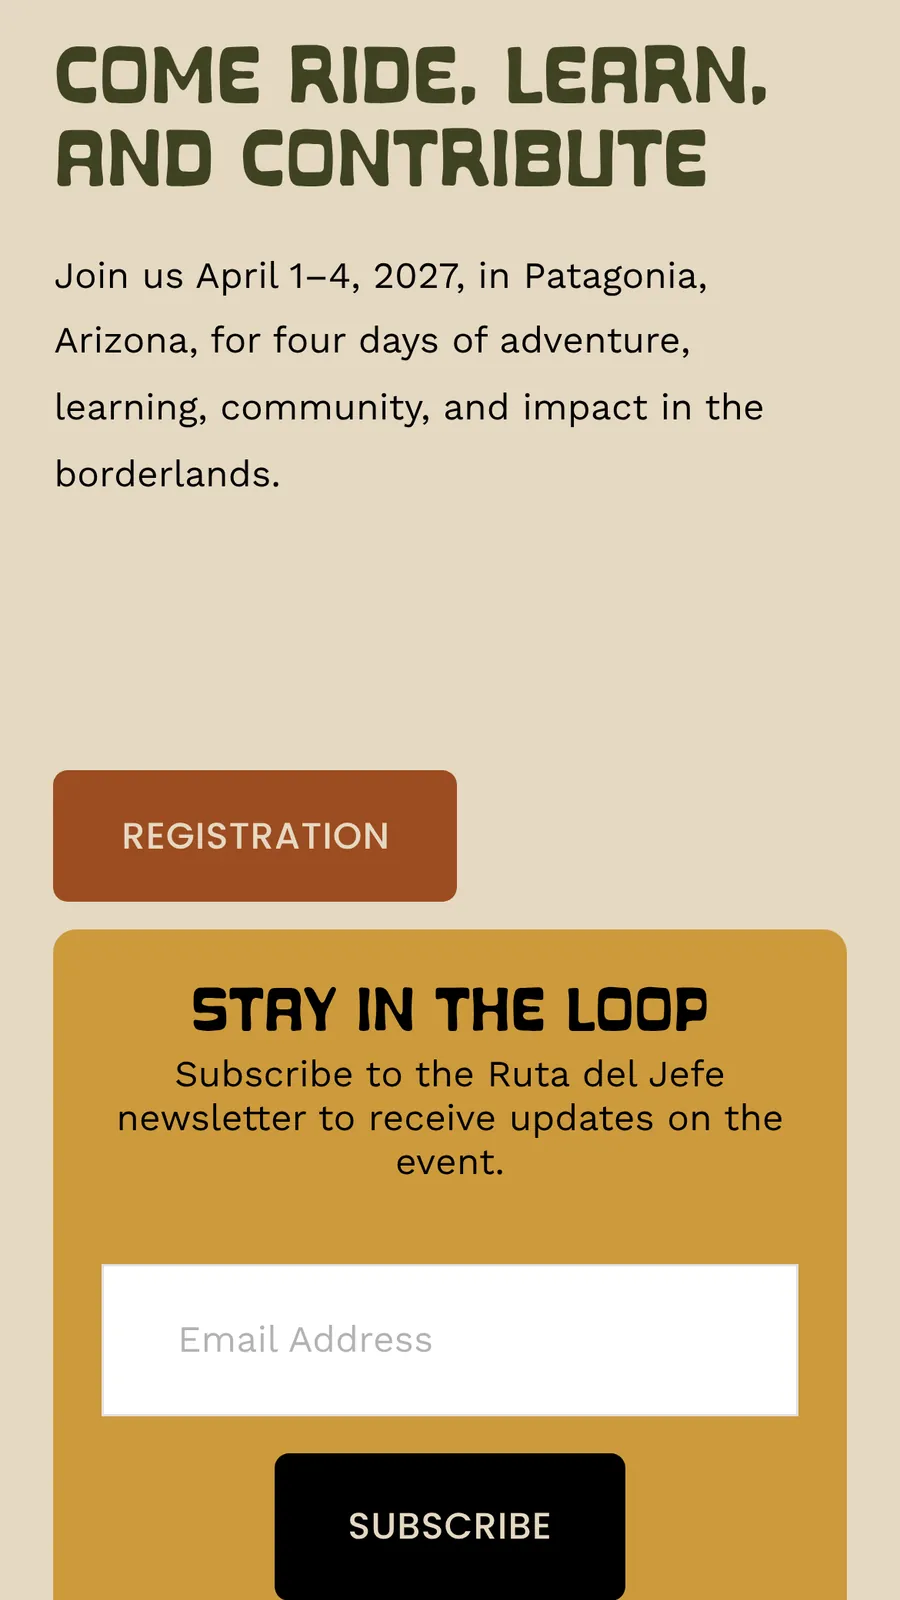 COME RIDE, LEARN,
AND CONTRIBUTE
Join us April 1–4, 2027, in Patagonia,
Arizona, for four days of adventure,
learning, community, and impact in the
borderlands.
REGISTRATION
STAY IN THE LOOP
Subscribe to the Ruta del Jefe
newsletter to receive updates on the
event.
Email Address
SUBSCRIBE